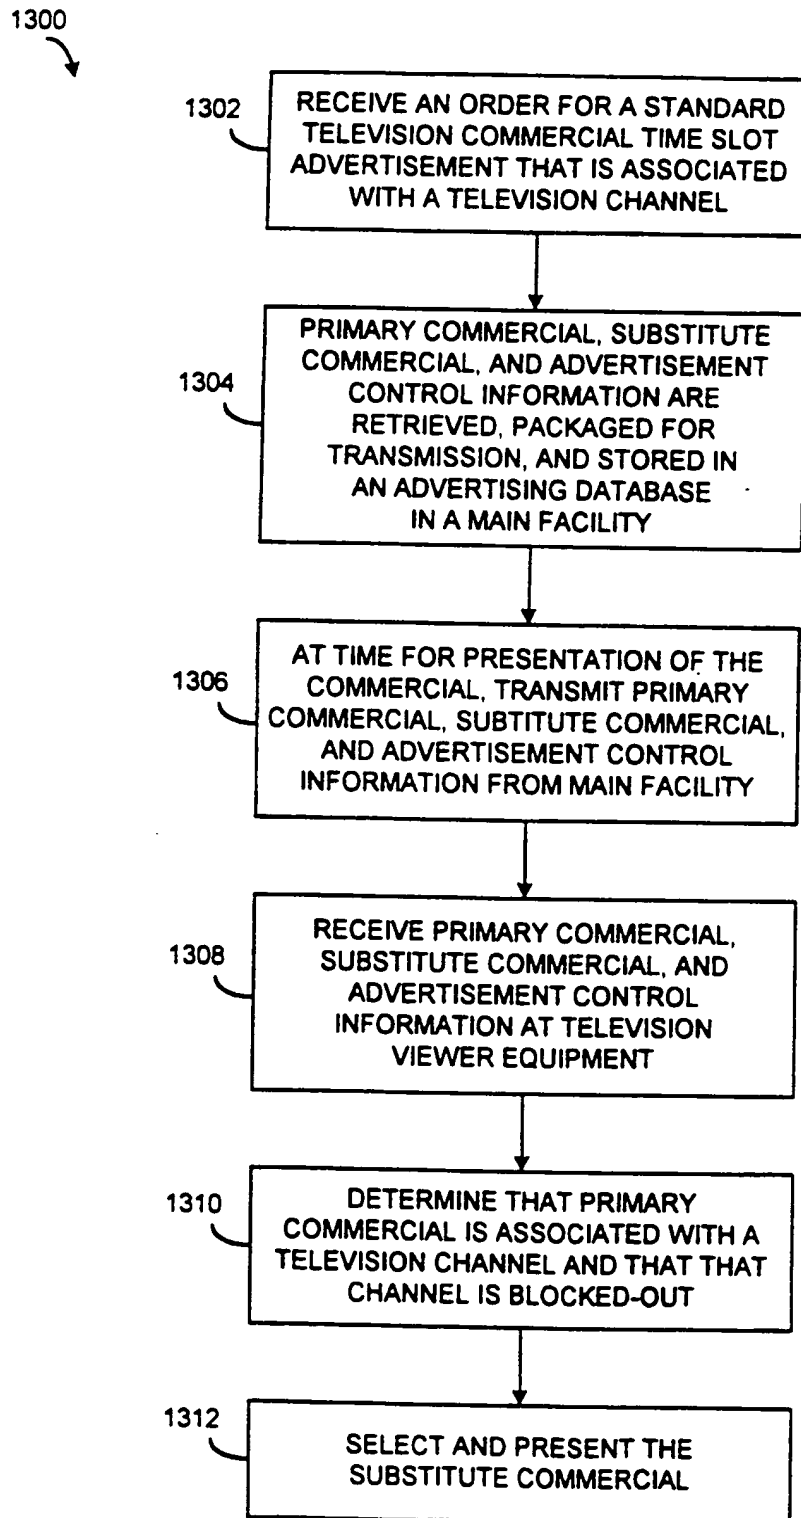 1300
1302
RECEIVE AN ORDER FOR A STANDARD
TELEVISION COMMERCIAL TIME SLOT
ADVERTISEMENT THAT IS ASSOCIATED
WITH A TELEVISION CHANNEL
1304
PRIMARY COMMERCIAL, SUBSTITUTE
COMMERCIAL, AND ADVERTISEMENT
CONTROL INFORMATION ARE
RETRIEVED, PACKAGED FOR
TRANSMISSION, AND STORED IN
AN ADVERTISING DATABASE
IN A MAIN FACILITY
1306
AT TIME FOR PRESENTATION OF THE
COMMERCIAL, TRANSMIT PRIMARY
COMMERCIAL, SUBTITUTE COMMERCIAL,
AND ADVERTISEMENT CONTROL
INFORMATION FROM MAIN FACILITY
1308
RECEIVE PRIMARY COMMERCIAL,
SUBSTITUTE COMMERCIAL, AND
ADVERTISEMENT CONTROL
INFORMATION AT TELEVISION
VIEWER EQUIPMENT
1310
DETERMINE THAT PRIMARY
COMMERCIAL IS ASSOCIATED WITH A
TELEVISION CHANNEL AND THAT THAT
CHANNEL IS BLOCKED-OUT
1312
SELECT AND PRESENT THE
SUBSTITUTE COMMERCIAL